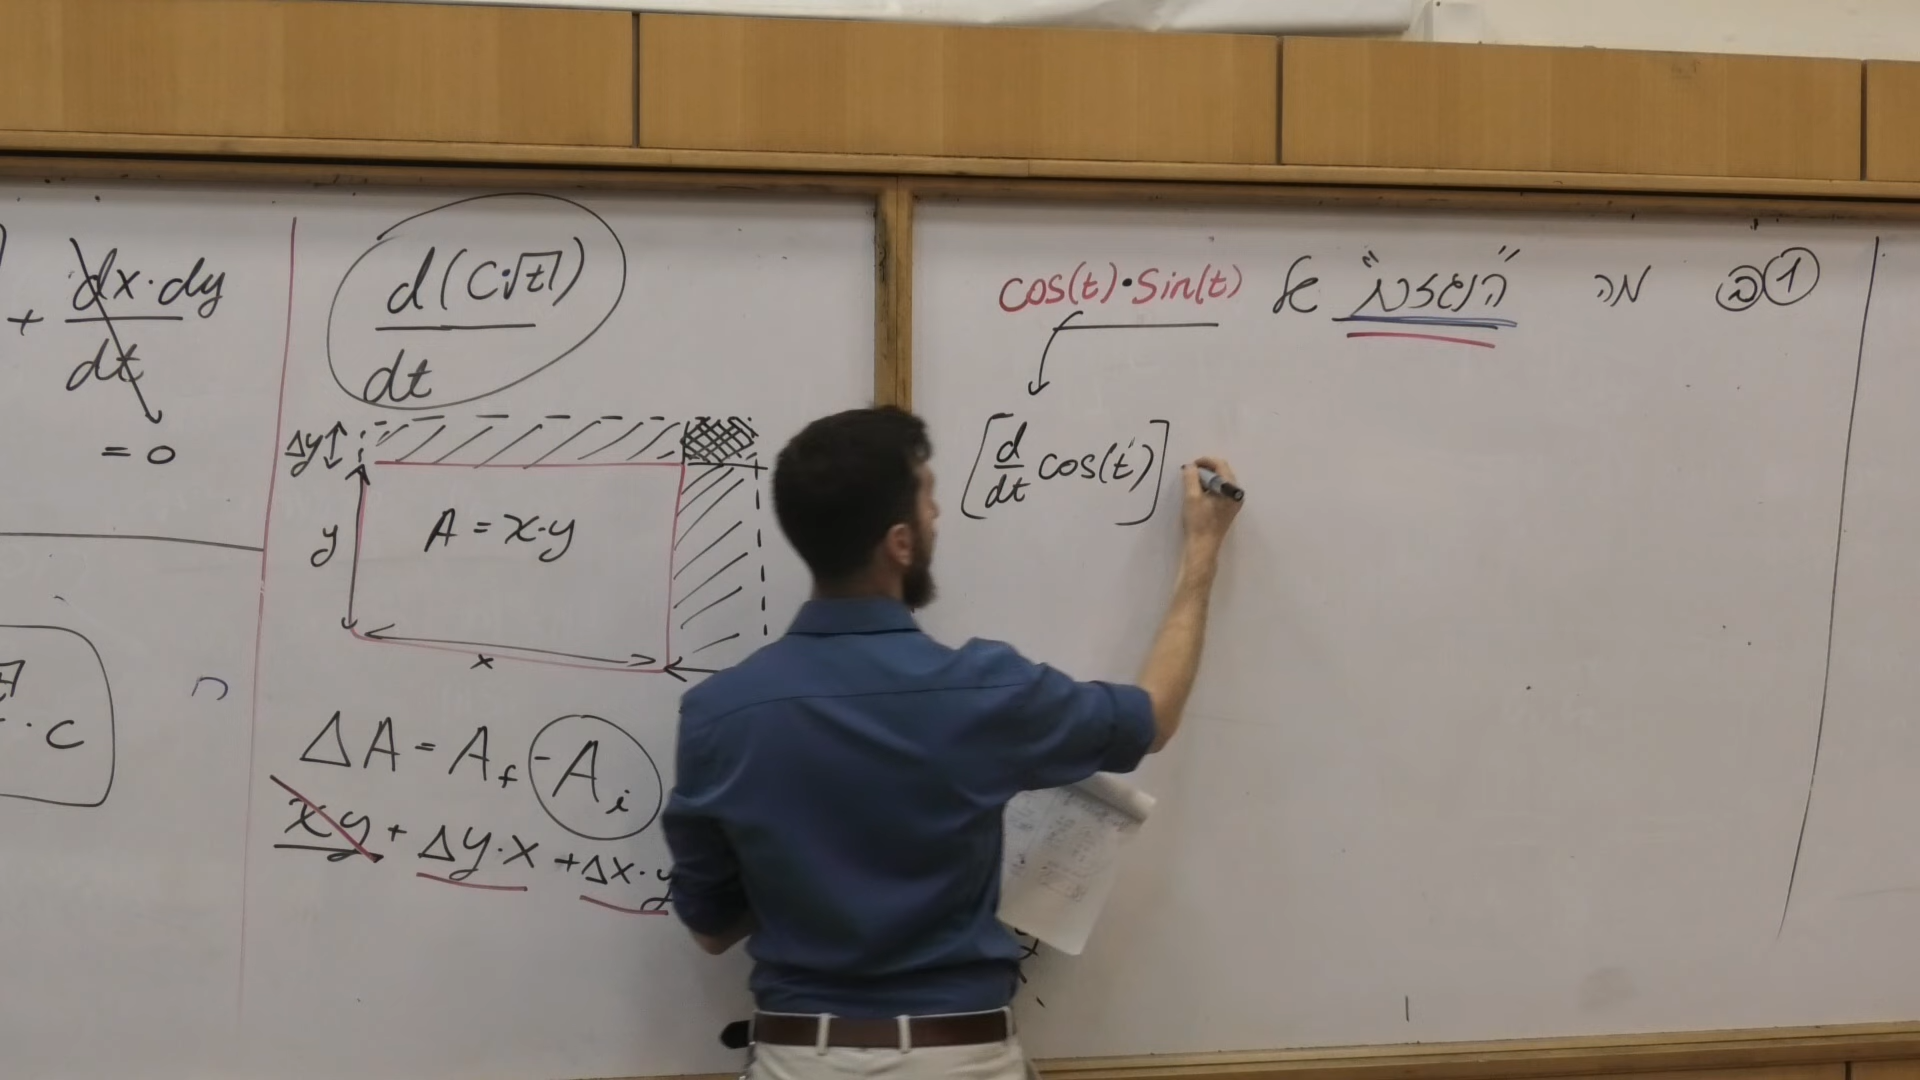 + dx·dy / dt
= 0
· c
d(C·√t) / dt
Δy
y
A = x·y
x
ΔA = A_f - A_i
xy + Δy·x + Δx·y
① מה "הנגזרת" של cos(t)·Sin(t)
[d/dt cos(t)]